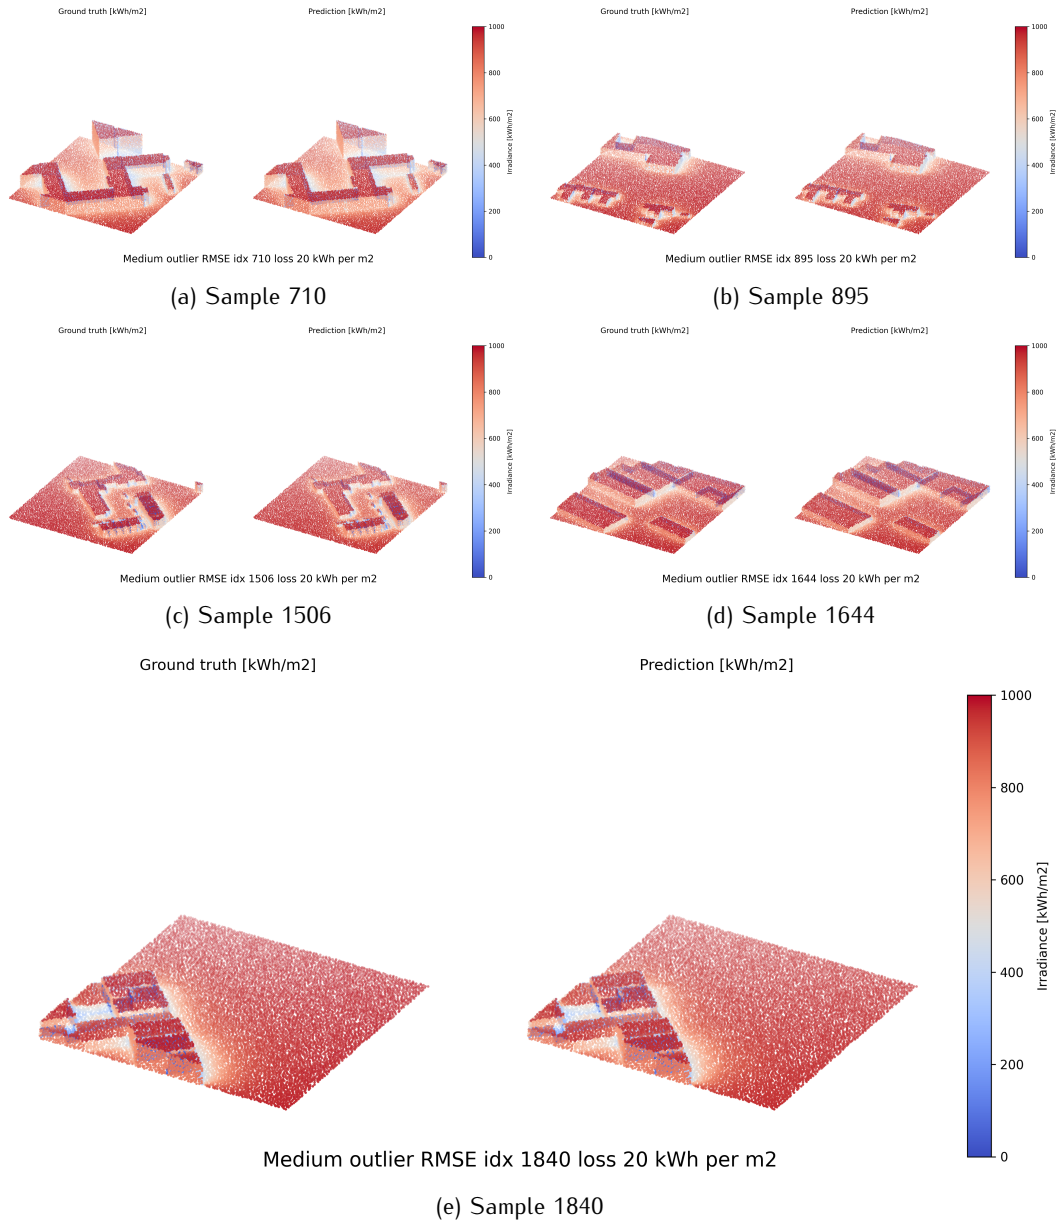 Ground truth [kWh/m2]
Prediction [kWh/m2]
1000
800
600
400
200
0
Irradiance [kWh/m2]
Medium outlier RMSE idx 710 loss 20 kWh per m2
(a) Sample 710
Ground truth [kWh/m2]
Prediction [kWh/m2]
1000
800
600
400
200
0
Irradiance [kWh/m2]
Medium outlier RMSE idx 895 loss 20 kWh per m2
(b) Sample 895
Ground truth [kWh/m2]
Prediction [kWh/m2]
1000
800
600
400
200
0
Irradiance [kWh/m2]
Medium outlier RMSE idx 1506 loss 20 kWh per m2
(c) Sample 1506
Ground truth [kWh/m2]
Prediction [kWh/m2]
1000
800
600
400
200
0
Irradiance [kWh/m2]
Medium outlier RMSE idx 1644 loss 20 kWh per m2
(d) Sample 1644
Ground truth [kWh/m2]
Prediction [kWh/m2]
1000
800
600
400
200
0
Irradiance [kWh/m2]
Medium outlier RMSE idx 1840 loss 20 kWh per m2
(e) Sample 1840